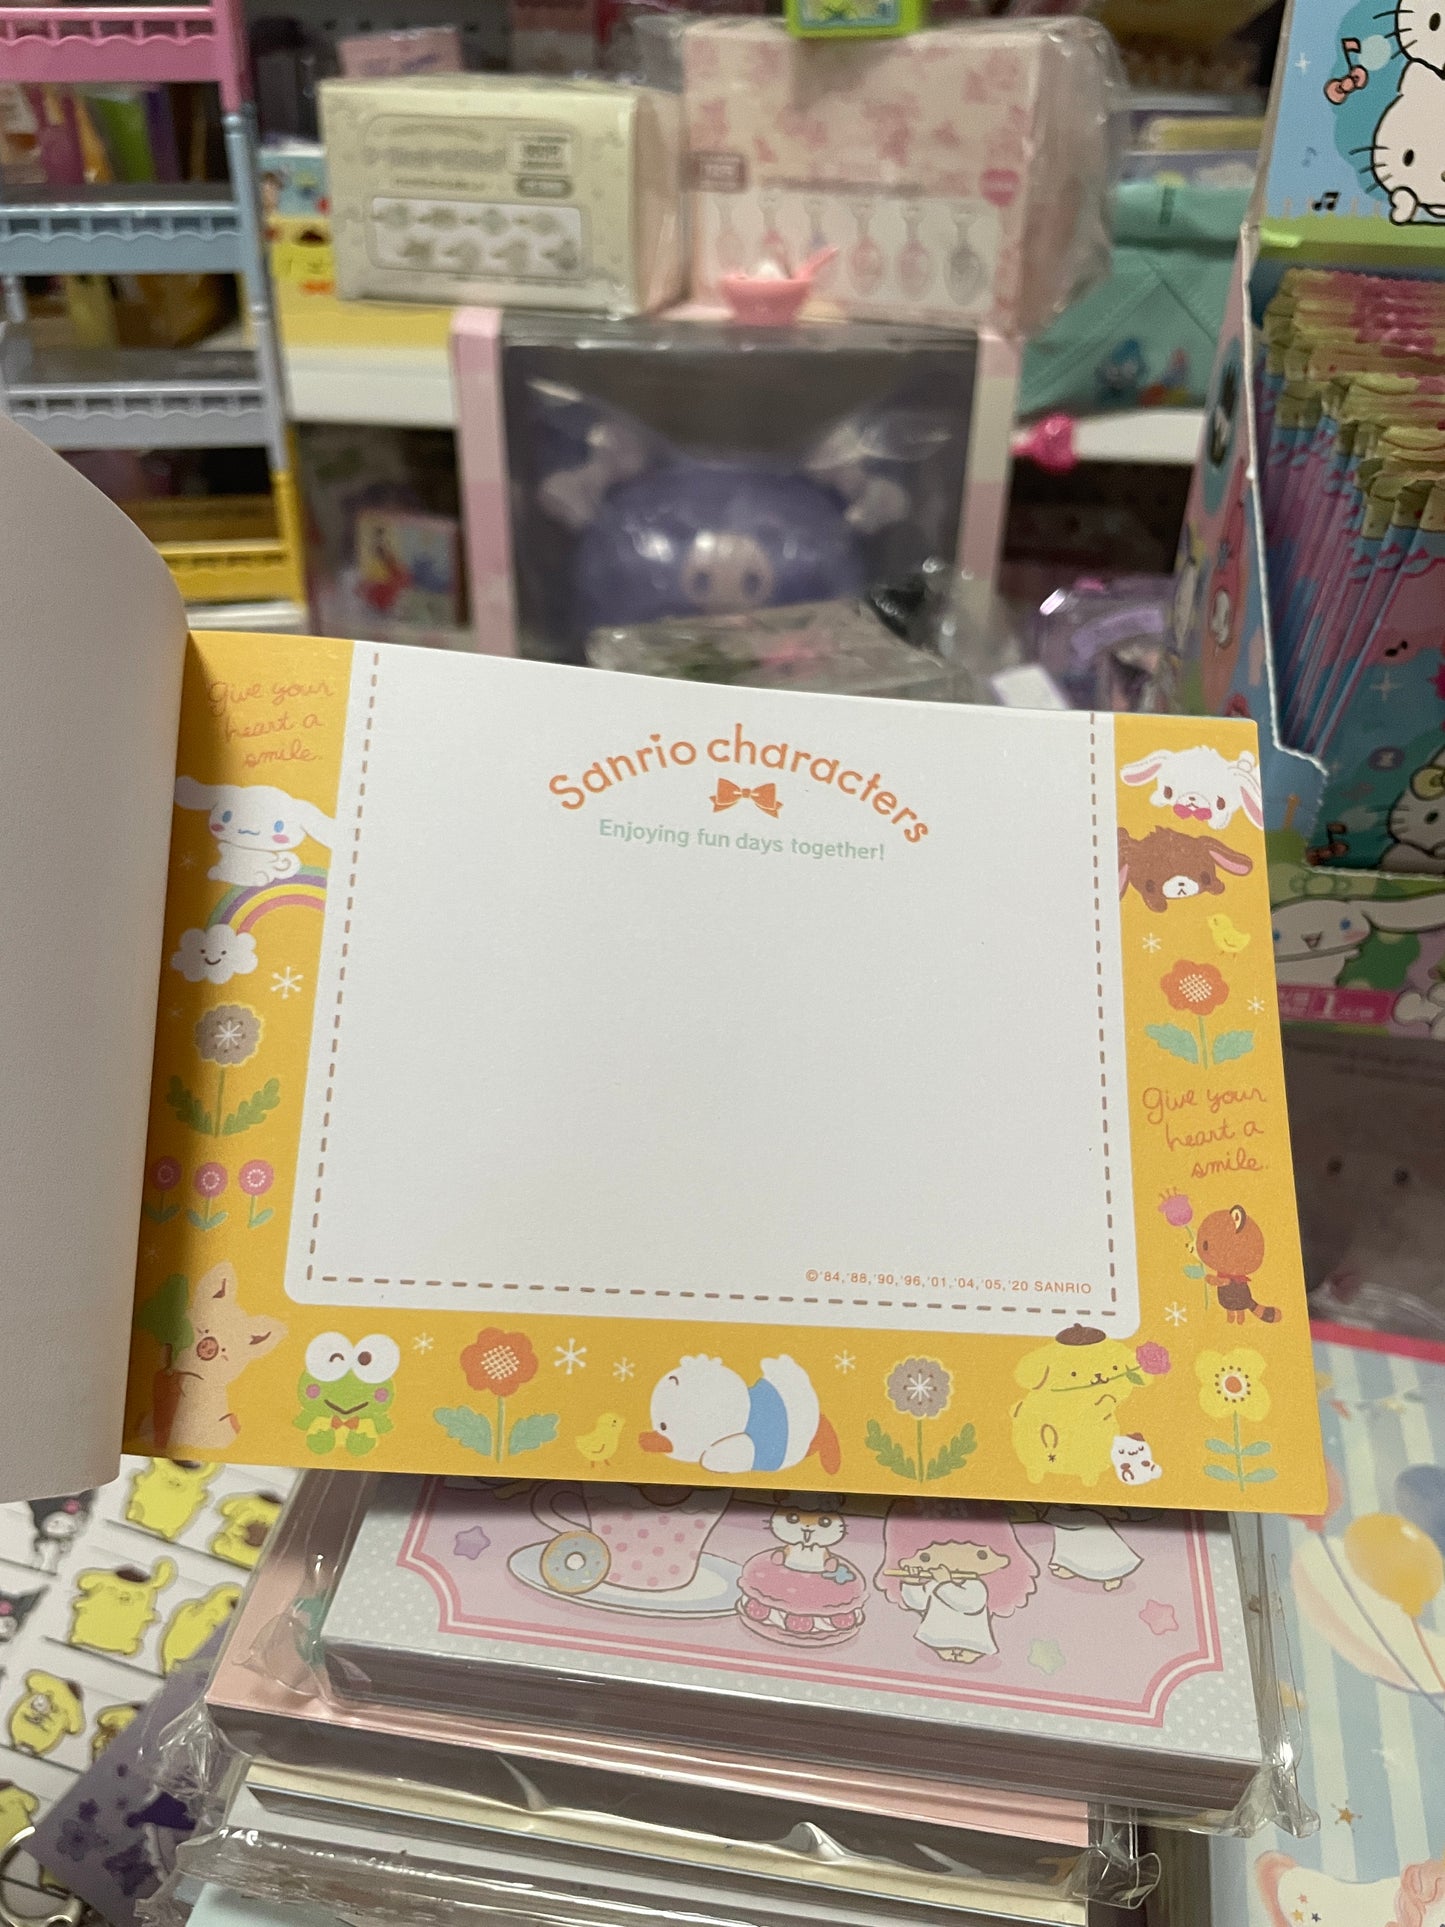 Give your
heart a
smile.
Sanrio characters
Enjoying fun days together!
Give your
heart a
smile.
©'84,'88,'90,'96,'01,'04,'05,'20 SANRIO